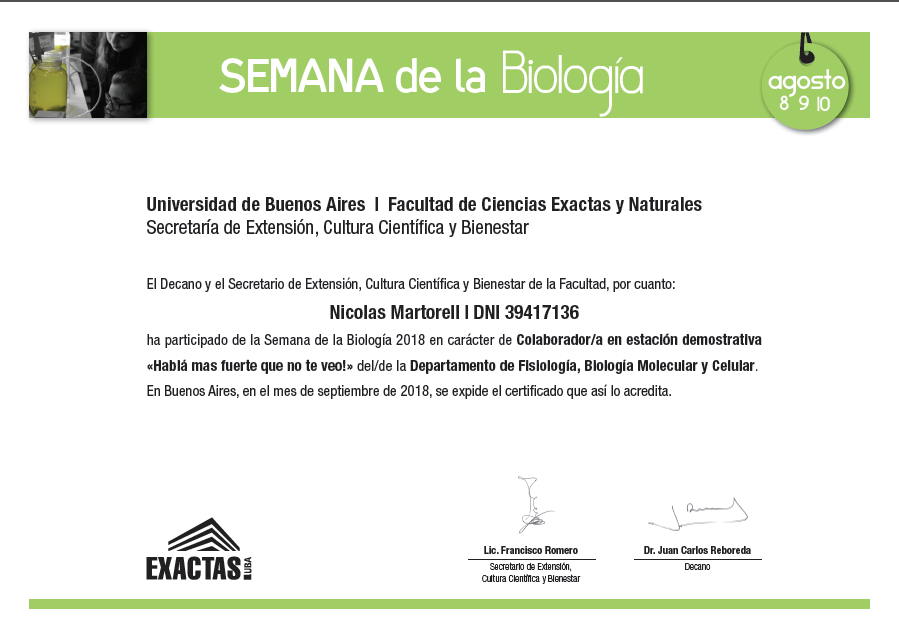 SEMANA de la Biología
agosto
8 9 10
Universidad de Buenos Aires | Facultad de Ciencias Exactas y Naturales
Secretaría de Extensión, Cultura Científica y Bienestar
El Decano y el Secretario de Extensión, Cultura Científica y Bienestar de la Facultad, por cuanto:
Nicolas Martorell | DNI 39417136
ha participado de la Semana de la Biología 2018 en carácter de Colaborador/a en estación demostrativa
«Hablá mas fuerte que no te veo!» del/de la Departamento de Fisiología, Biología Molecular y Celular.
En Buenos Aires, en el mes de septiembre de 2018, se expide el certificado que así lo acredita.
EXACTAS UBA
Lic. Francisco Romero
Secretario de Extensión,
Cultura Científica y Bienestar
Dr. Juan Carlos Reboreda
Decano